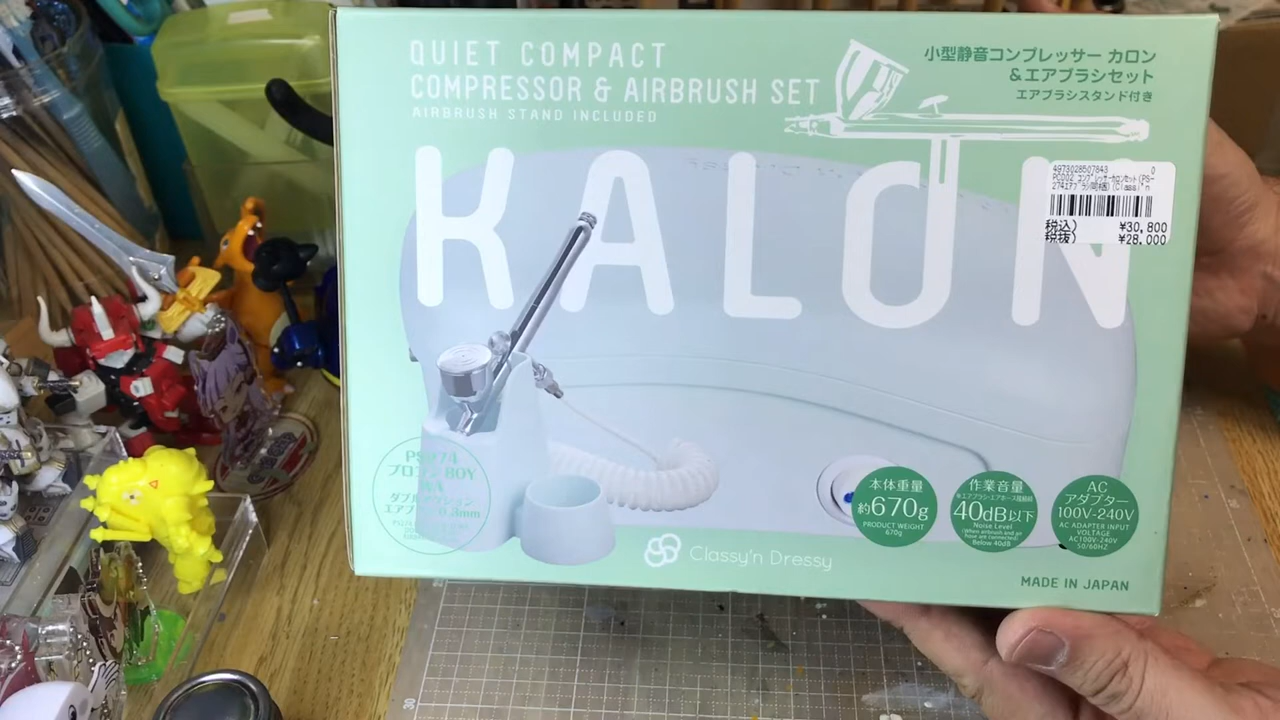 QUIET COMPACT
COMPRESSOR & AIRBRUSH SET
AIRBRUSH STAND INCLUDED
小型静音コンプレッサー カロン
&エアブラシセット
エアブラシスタンド付き
KALON
4973028507843 0
税込) ¥30,800
税抜) ¥28,000
PS274
BOY
本体重量
約670g
PRODUCT WEIGHT
670g
作業音量
40dB以下
Noise Level
Below 40dB
AC
アダプター
100V-240V
AC ADAPTER INPUT
VOLTAGE
AC100V-240V
50/60HZ
Classy'n Dressy
MADE IN JAPAN
30